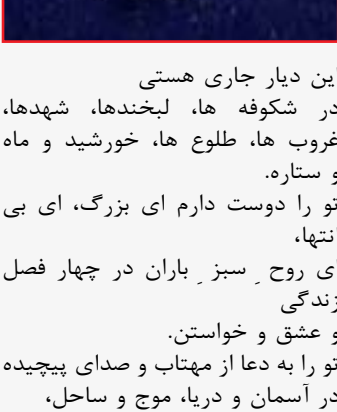 این دیار جاری هستی
در شکوفه ها، لبخندها، شهدها،
غروب ها، طلوع ها، خورشید و ماه
و ستاره.
تو را دوست دارم ای بزرگ، ای بی
انتها،
ای روح ِ سبز ِ باران در چهار فصل
زندگی
و عشق و خواستن.
تو را به دعا از مهتاب و صدای پیچیده
در آسمان و دریا، موج و ساحل،